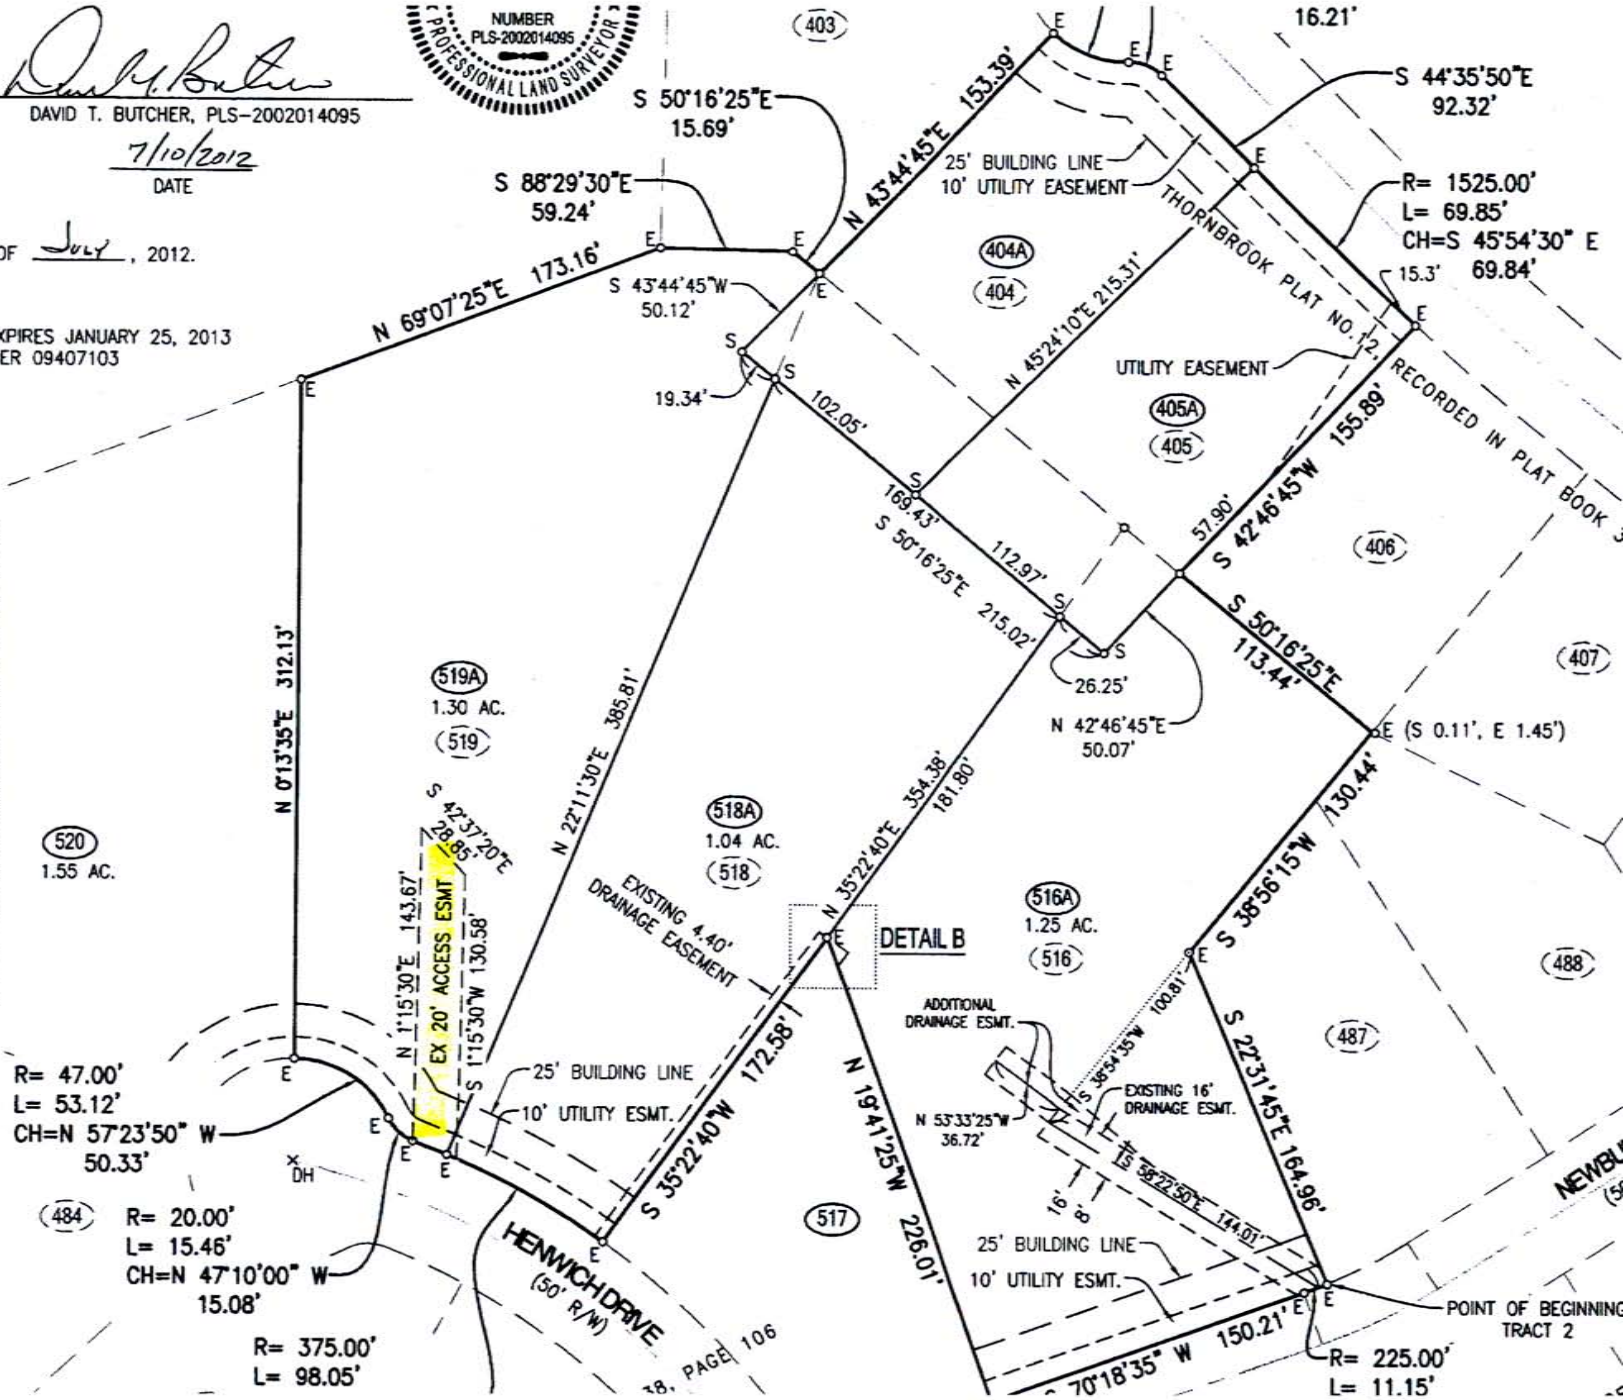 NUMBER
PLS-2002014095
PROFESSIONAL LAND SURVEYOR
DAVID T. BUTCHER, PLS-2002014095
7/10/2012
DATE
OF July, 2012.
XPIRES JANUARY 25, 2013
ER 09407103
403
16.21'
S 50°16'25"E
15.69'
S 88°29'30"E
59.24'
N 43°44'45"E 153.39'
S 44°35'50"E
92.32'
25' BUILDING LINE
10' UTILITY EASEMENT
R= 1525.00'
L= 69.85'
CH=S 45°54'30" E
69.84'
15.3'
THORNBROOK PLAT NO. 12, RECORDED IN PLAT BOOK 3
N 69°07'25"E 173.16'
S 43°44'45"W
50.12'
404A
404
N 45°24'10"E 215.31'
UTILITY EASEMENT
405A
405
19.34'
102.05'
169.43'
S 50°16'25"E 215.02'
112.97'
57.90'
S 42°46'45"W 155.89'
406
407
S 50°16'25"E
113.44'
26.25'
N 42°46'45"E
50.07'
E (S 0.11', E 1.45')
N 0°13'35"E 312.13'
519A
1.30 AC.
519
N 22°11'30"E 385.81'
520
1.55 AC.
S 42°37'20"E
28.85'
N 1°15'30"E 143.67'
EX 20' ACCESS ESMT
S 1°15'30"W 130.58'
518A
1.04 AC.
518
EXISTING 4.40'
DRAINAGE EASEMENT
N 35°22'40"E 354.38'
181.80'
DETAIL B
516A
1.25 AC.
516
S 38°56'15"W 130.44'
488
487
ADDITIONAL
DRAINAGE ESMT.
S 38°54'35"W 100.81'
EXISTING 16'
DRAINAGE ESMT.
N 53°33'25"W
36.72'
S 22°31'45"E 164.96'
S 58°22'50"E 144.01'
16'
8'
R= 47.00'
L= 53.12'
CH=N 57°23'50" W
50.33'
25' BUILDING LINE
10' UTILITY ESMT.
S 35°22'40"W 172.58'
N 19°41'25"W 226.01'
DH
484
R= 20.00'
L= 15.46'
CH=N 47°10'00" W
15.08'
R= 375.00'
L= 98.05'
HENWICH DRIVE
(50' R/W)
38, PAGE 106
517
25' BUILDING LINE
10' UTILITY ESMT.
NEWBU
(50
POINT OF BEGINNING
TRACT 2
S 70°18'35" W 150.21'
R= 225.00'
L= 11.15'